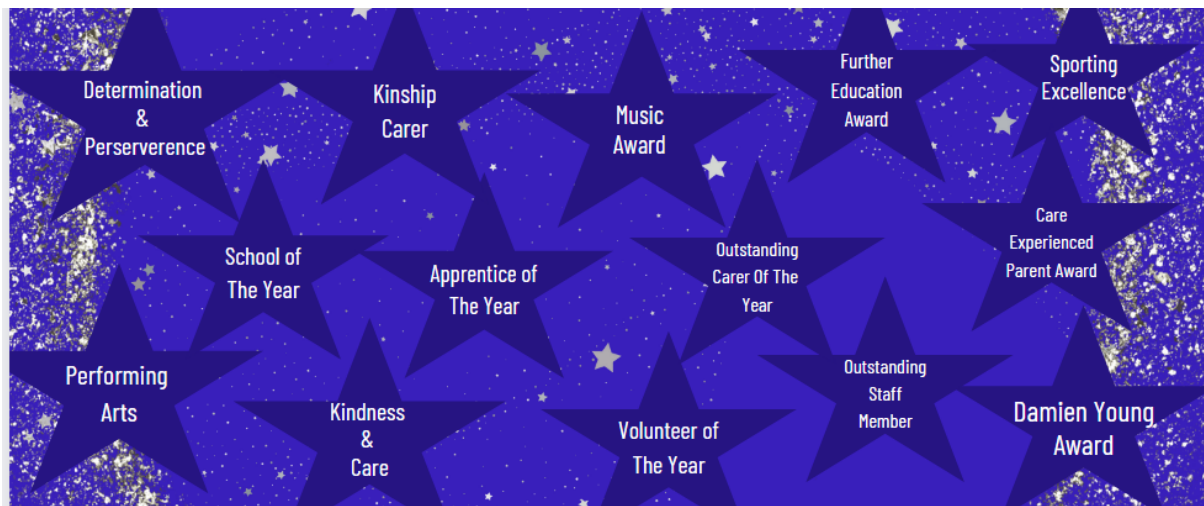 Determination
&
Perserverence
Kinship
Carer
Music
Award
Further
Education
Award
Sporting
Excellence
School of
The Year
Apprentice of
The Year
Outstanding
Carer Of The
Year
Care
Experienced
Parent Award
Performing
Arts
Kindness
&
Care
Volunteer of
The Year
Outstanding
Staff
Member
Damien Young
Award